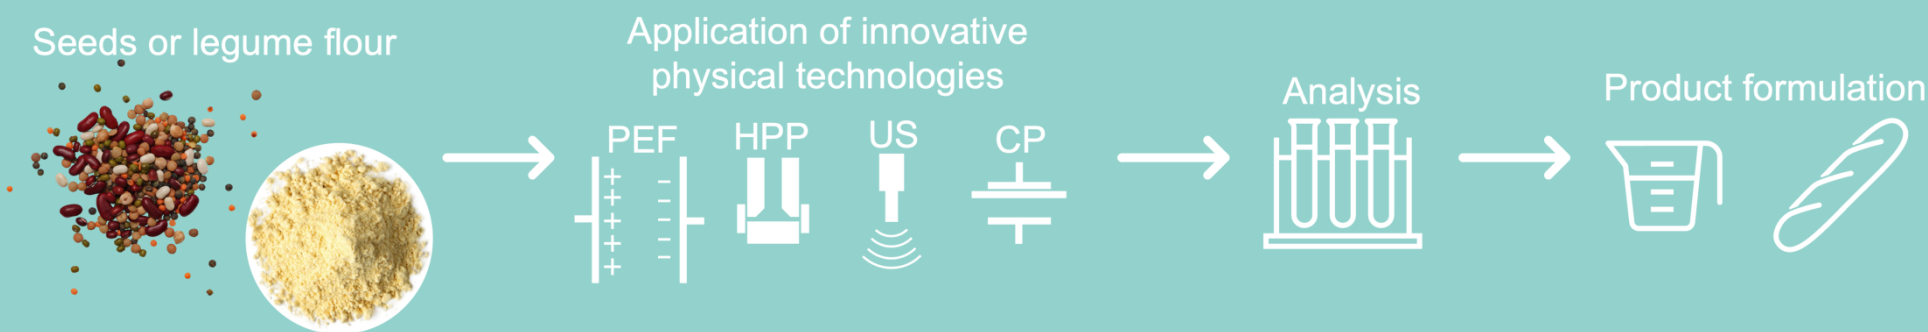 Seeds or legume flour
Application of innovative
physical technologies
PEF
HPP
US
CP
Analysis
Product formulation